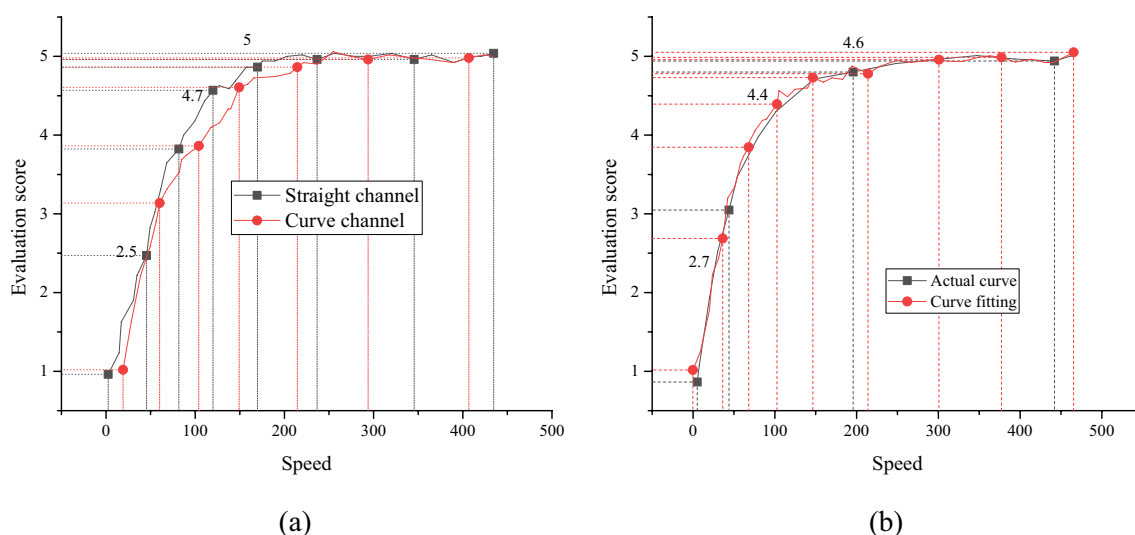 5
4.7
2.5
Straight channel
Curve channel
Evaluation score
5
4
3
2
1
0
100
200
300
400
500
Speed
(a)
4.6
4.4
2.7
Actual curve
Curve fitting
Evaluation score
5
4
3
2
1
0
100
200
300
400
500
Speed
(b)